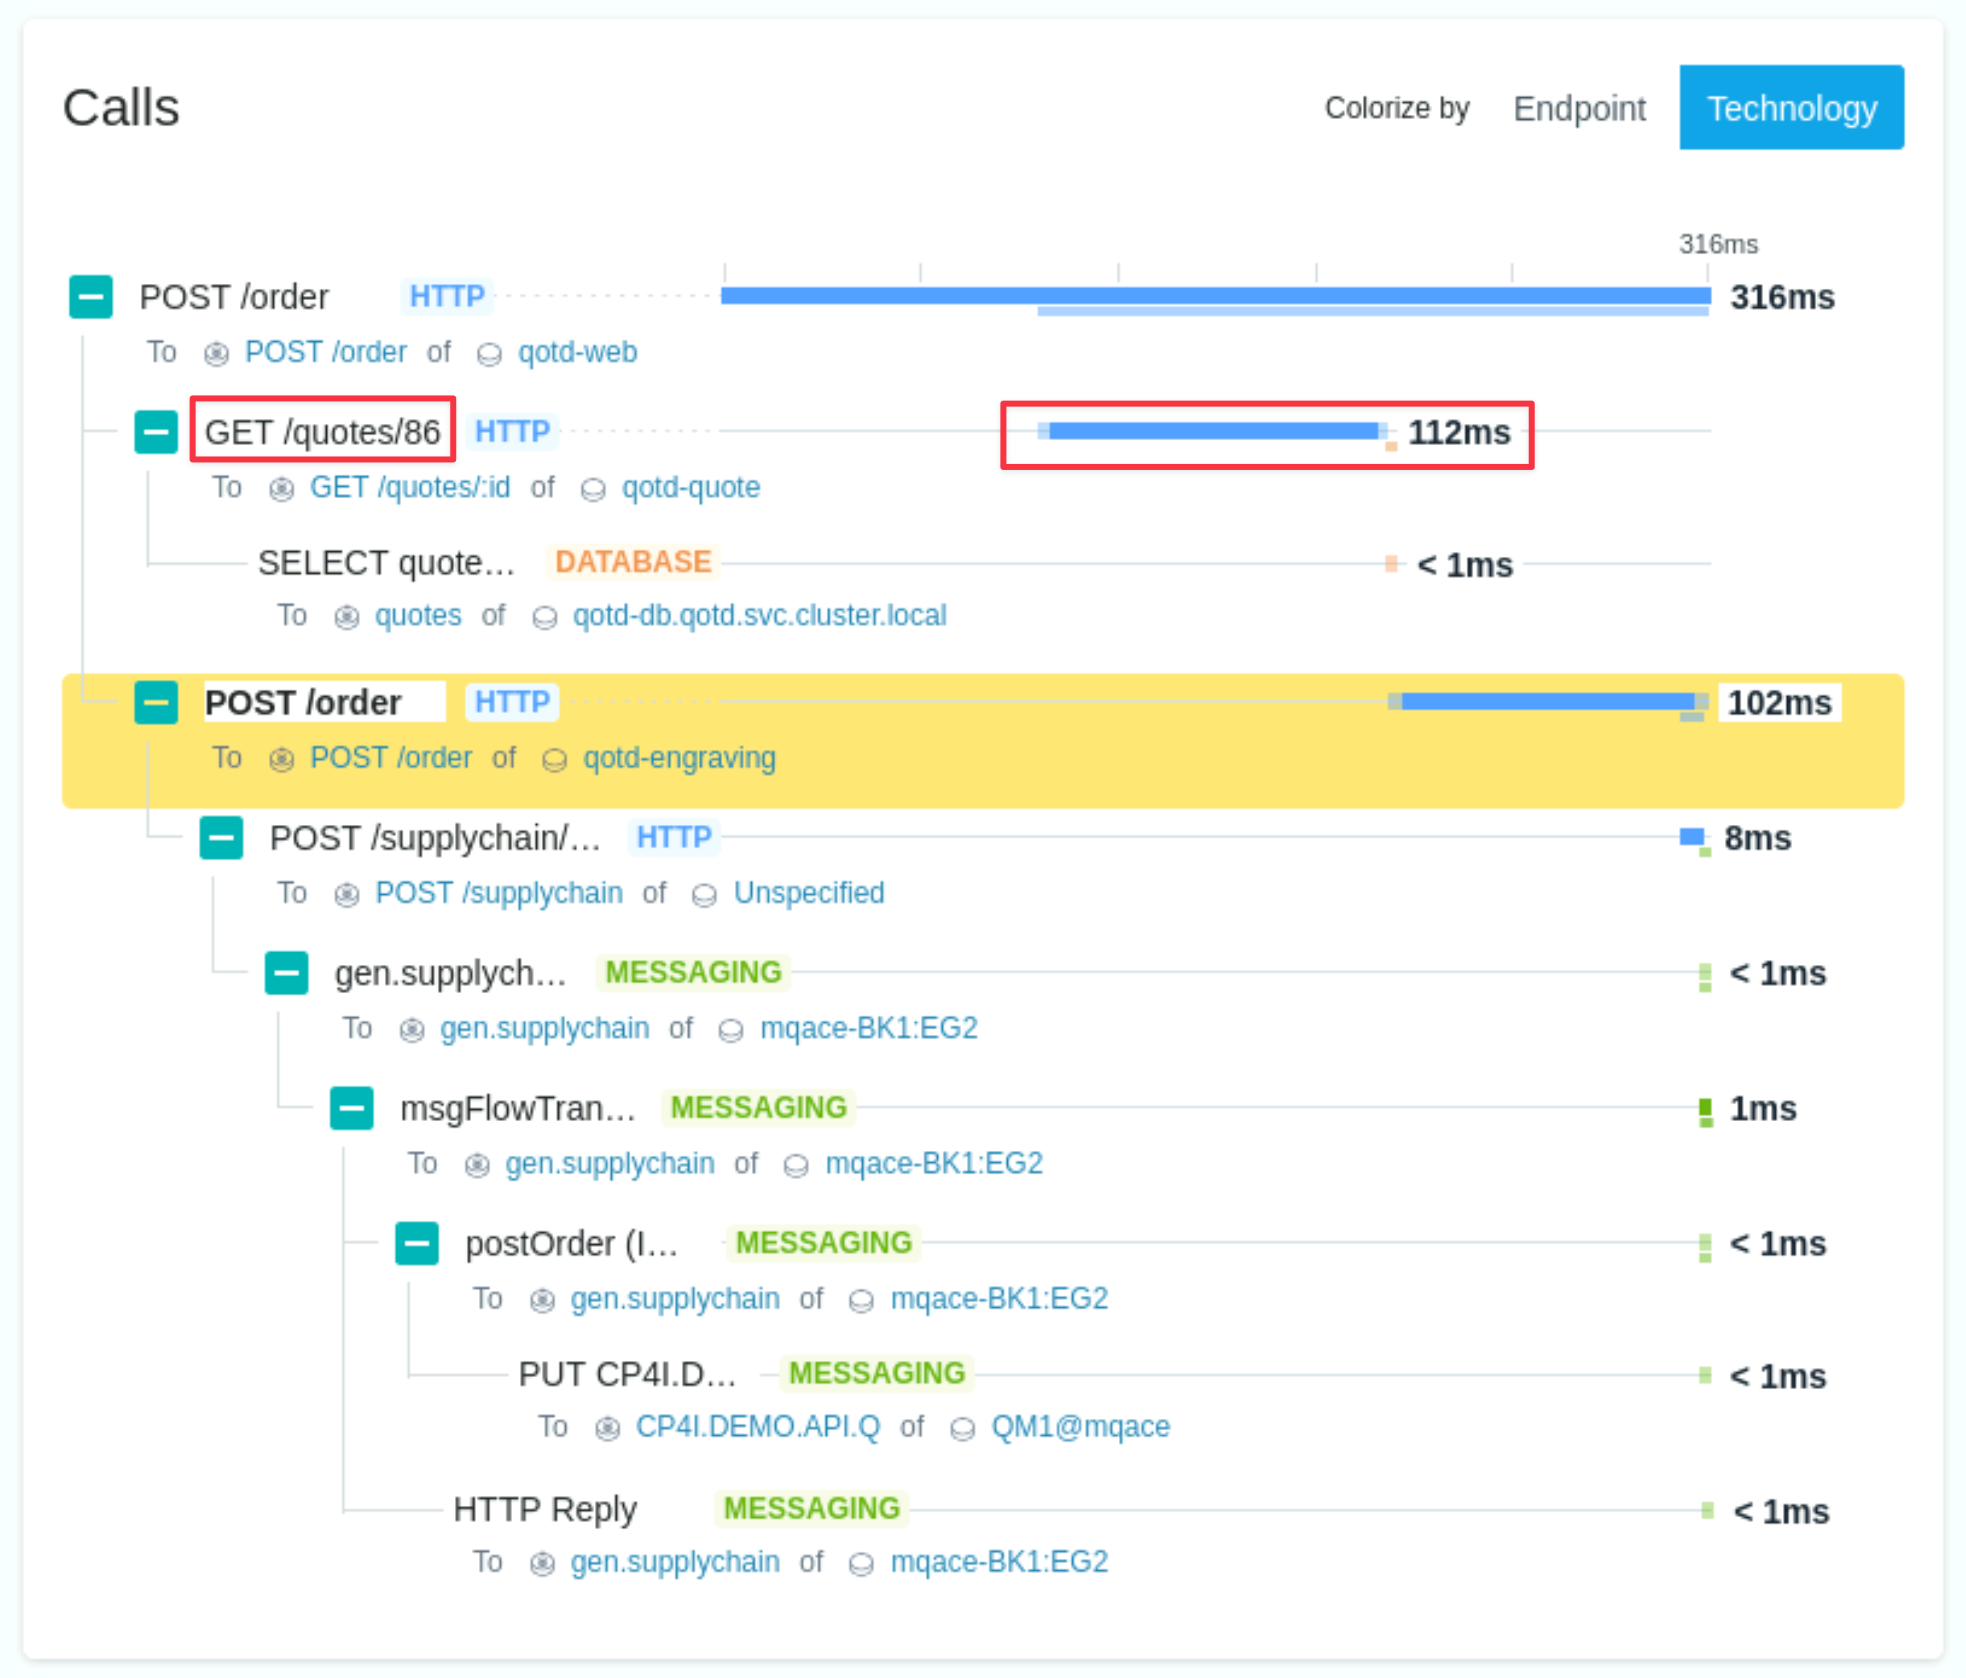 Calls Colorize by Endpoint Technology
316ms
POST /order HTTP 316ms
To POST /order of qotd-web
GET /quotes/86 HTTP 112ms
To GET /quotes/:id of qotd-quote
SELECT quote... DATABASE < 1ms
To quotes of qotd-db.qotd.svc.cluster.local
POST /order HTTP 102ms
To POST /order of qotd-engraving
POST /supplychain/... HTTP 8ms
To POST /supplychain of Unspecified
gen.supplych... MESSAGING < 1ms
To gen.supplychain of mqace-BK1:EG2
msgFlowTran... MESSAGING 1ms
To gen.supplychain of mqace-BK1:EG2
postOrder (I... MESSAGING < 1ms
To gen.supplychain of mqace-BK1:EG2
PUT CP4I.D... MESSAGING < 1ms
To CP4I.DEMO.API.Q of QM1@mqace
HTTP Reply MESSAGING < 1ms
To gen.supplychain of mqace-BK1:EG2